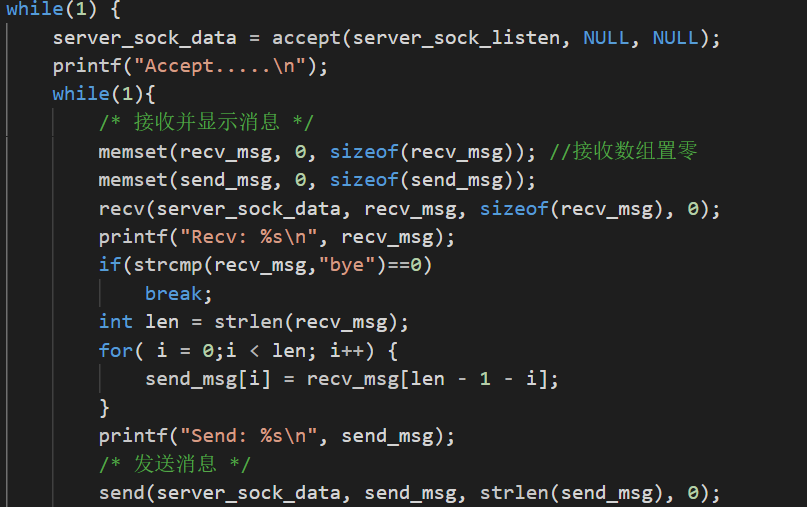 while(1) {
server_sock_data = accept(server_sock_listen, NULL, NULL);
printf("Accept.....\n");
while(1){
/* 接收并显示消息 */
memset(recv_msg, 0, sizeof(recv_msg)); //接收数组置零
memset(send_msg, 0, sizeof(send_msg));
recv(server_sock_data, recv_msg, sizeof(recv_msg), 0);
printf("Recv: %s\n", recv_msg);
if(strcmp(recv_msg,"bye")==0)
break;
int len = strlen(recv_msg);
for( i = 0;i < len; i++) {
send_msg[i] = recv_msg[len - 1 - i];
}
printf("Send: %s\n", send_msg);
/* 发送消息 */
send(server_sock_data, send_msg, strlen(send_msg), 0);